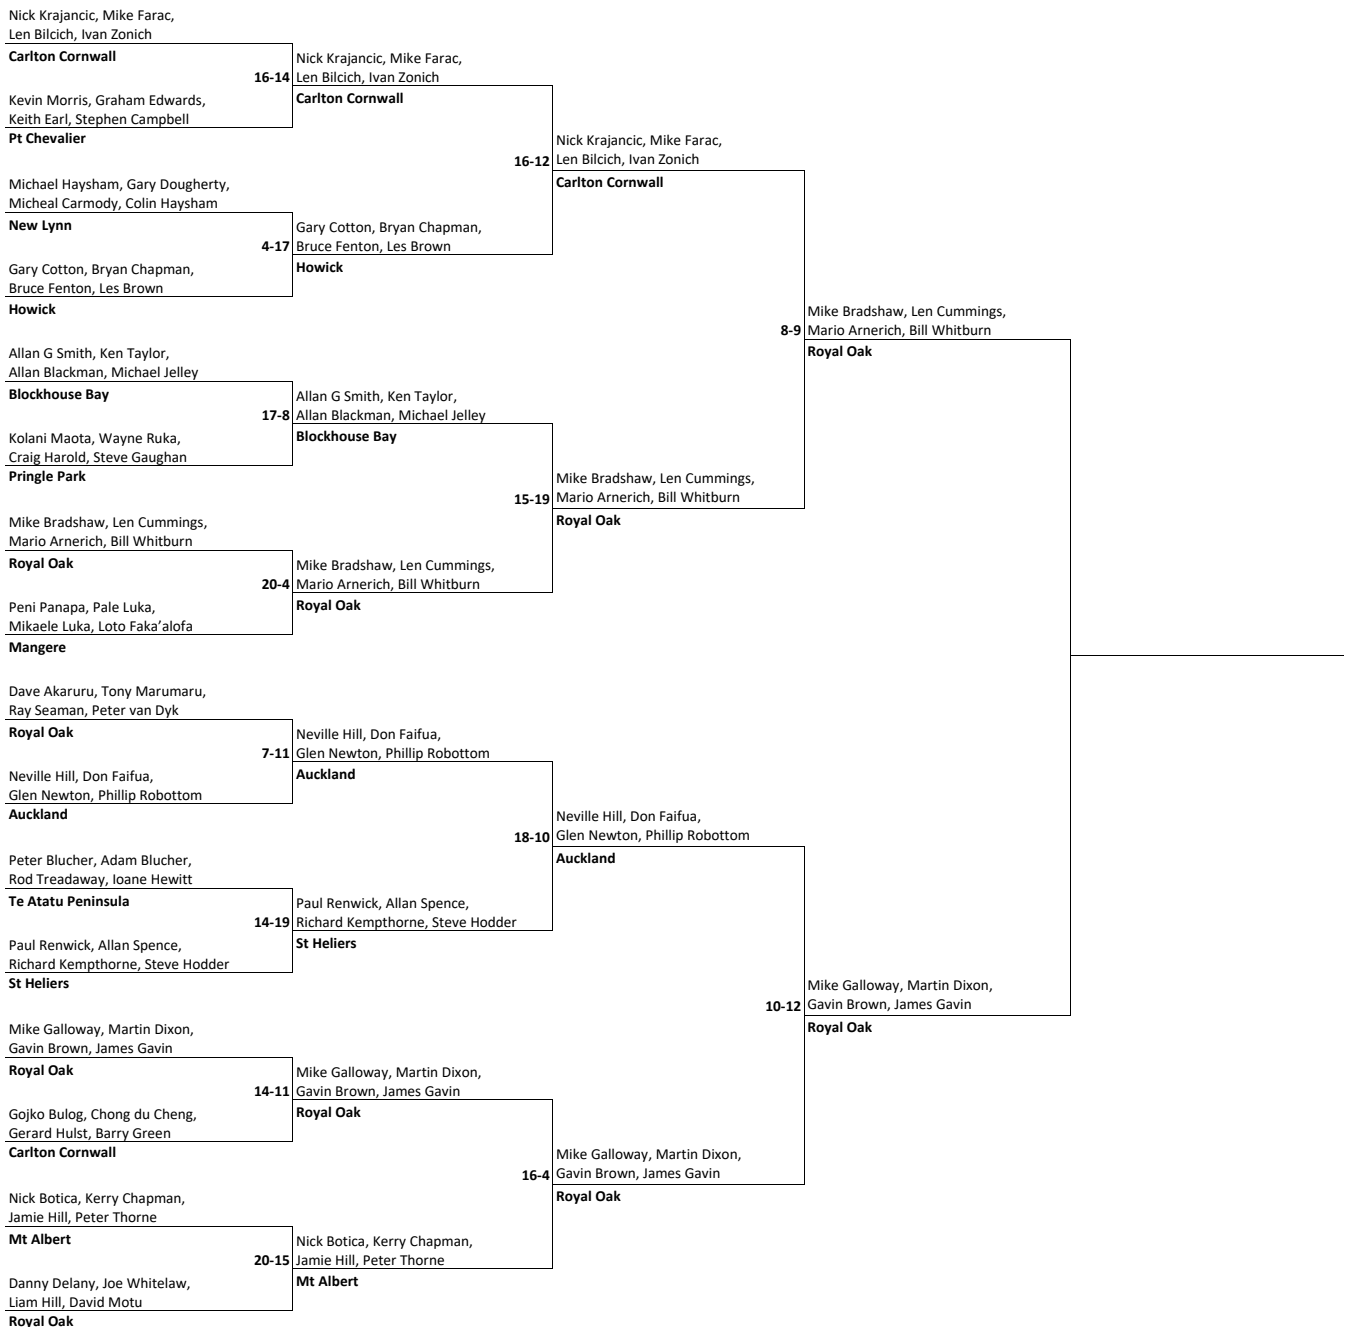 Nick Krajancic, Mike Farac,
Len Bilcich, Ivan Zonich
Carlton Cornwall
16-14
Kevin Morris, Graham Edwards,
Keith Earl, Stephen Campbell
Pt Chevalier
Michael Haysham, Gary Dougherty,
Micheal Carmody, Colin Haysham
New Lynn
4-17
Gary Cotton, Bryan Chapman,
Bruce Fenton, Les Brown
Howick
Allan G Smith, Ken Taylor,
Allan Blackman, Michael Jelley
Blockhouse Bay
17-8
Kolani Maota, Wayne Ruka,
Craig Harold, Steve Gaughan
Pringle Park
Mike Bradshaw, Len Cummings,
Mario Arnerich, Bill Whitburn
Royal Oak
20-4
Peni Panapa, Pale Luka,
Mikaele Luka, Loto Faka’alofa
Mangere
Dave Akaruru, Tony Marumaru,
Ray Seaman, Peter van Dyk
Royal Oak
7-11
Neville Hill, Don Faifua,
Glen Newton, Phillip Robottom
Auckland
Peter Blucher, Adam Blucher,
Rod Treadaway, Ioane Hewitt
Te Atatu Peninsula
14-19
Paul Renwick, Allan Spence,
Richard Kempthorne, Steve Hodder
St Heliers
Mike Galloway, Martin Dixon,
Gavin Brown, James Gavin
Royal Oak
14-11
Gojko Bulog, Chong du Cheng,
Gerard Hulst, Barry Green
Carlton Cornwall
Nick Botica, Kerry Chapman,
Jamie Hill, Peter Thorne
Mt Albert
20-15
Danny Delany, Joe Whitelaw,
Liam Hill, David Motu
Royal Oak
Nick Krajancic, Mike Farac,
Len Bilcich, Ivan Zonich
Carlton Cornwall
16-12
Gary Cotton, Bryan Chapman,
Bruce Fenton, Les Brown
Howick
Allan G Smith, Ken Taylor,
Allan Blackman, Michael Jelley
Blockhouse Bay
15-19
Mike Bradshaw, Len Cummings,
Mario Arnerich, Bill Whitburn
Royal Oak
Neville Hill, Don Faifua,
Glen Newton, Phillip Robottom
Auckland
18-10
Paul Renwick, Allan Spence,
Richard Kempthorne, Steve Hodder
St Heliers
Mike Galloway, Martin Dixon,
Gavin Brown, James Gavin
Royal Oak
16-4
Nick Botica, Kerry Chapman,
Jamie Hill, Peter Thorne
Mt Albert
Nick Krajancic, Mike Farac,
Len Bilcich, Ivan Zonich
Carlton Cornwall
8-9
Mike Bradshaw, Len Cummings,
Mario Arnerich, Bill Whitburn
Royal Oak
Neville Hill, Don Faifua,
Glen Newton, Phillip Robottom
Auckland
10-12
Mike Galloway, Martin Dixon,
Gavin Brown, James Gavin
Royal Oak
Mike Bradshaw, Len Cummings,
Mario Arnerich, Bill Whitburn
Royal Oak
Mike Galloway, Martin Dixon,
Gavin Brown, James Gavin
Royal Oak